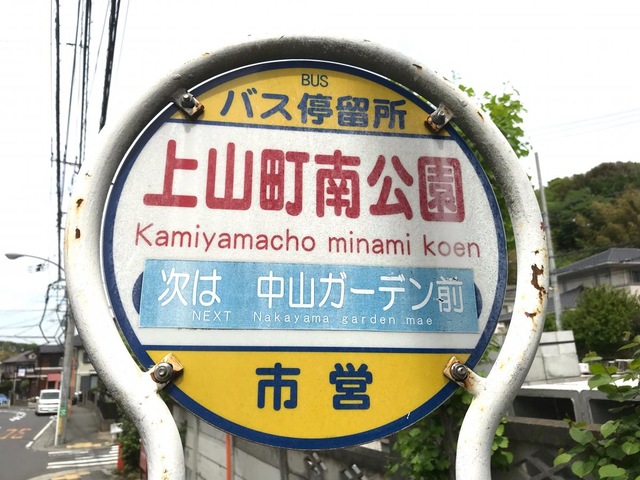 BUS
バス停留所
上山町南公園
Kamiyamacho minami koen
次は 中山ガーデン前
NEXT Nakayama garden mae
市営